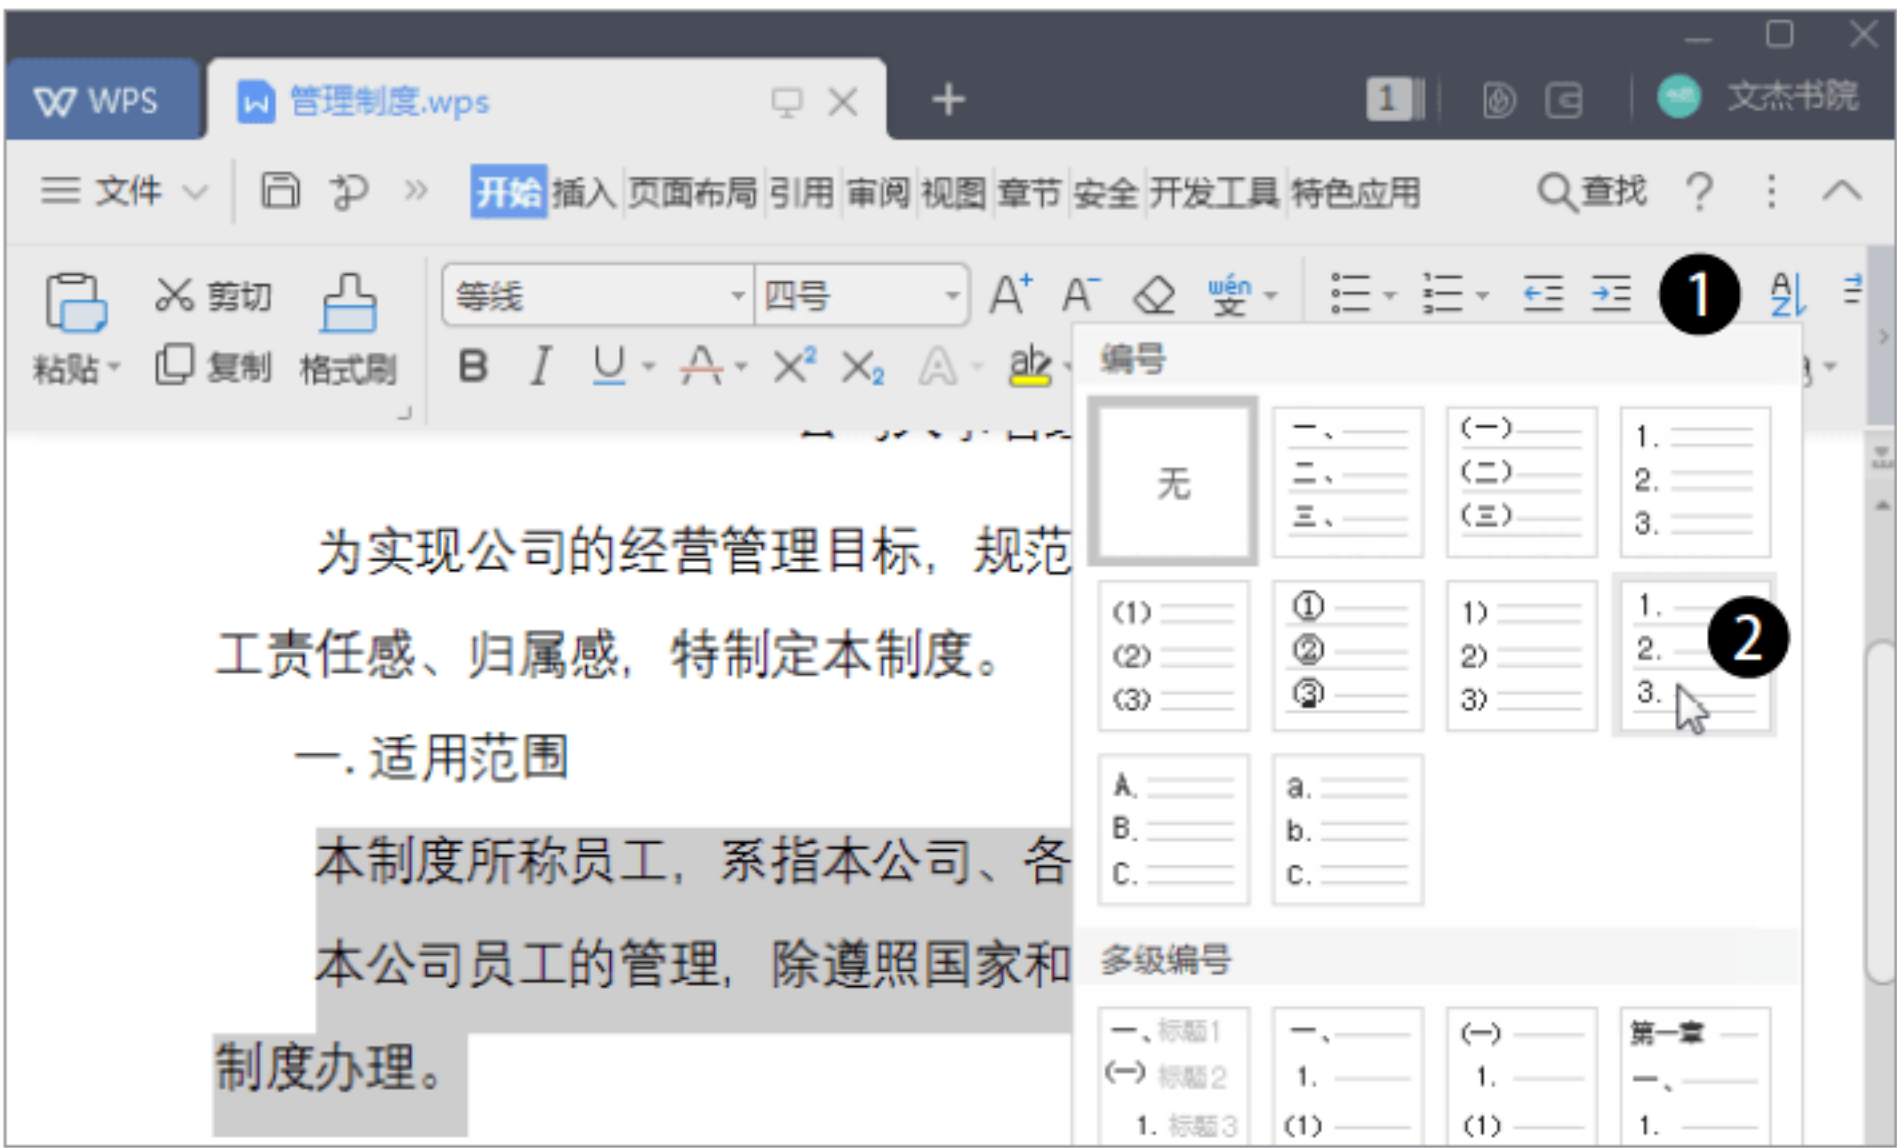 WPS 管理制度.wps 1 文杰书院
文件 开始 插入 页面布局 引用 审阅 视图 章节 安全 开发工具 特色应用 查找 ?
剪切 等线 四号 A+ A- wén 文 1 A Z
粘贴 复制 格式刷 B I U A X² X₂ A ab
编号
无 一、 (一) 1.
二、 (二) 2.
三、 (三) 3.
(1) ① 1) 1.
(2) ② 2) 2. 2
(3) ③ 3) 3.
A. a.
B. b.
C. c.
多级编号
一、标题1 一、 (一) 第一章
(一) 标题2 1. 1. 一、
1. 标题3 (1) (1) 1.
为实现公司的经营管理目标，规范
工责任感、归属感，特制定本制度。
一. 适用范围
本制度所称员工，系指本公司、各
本公司员工的管理，除遵照国家和
制度办理。